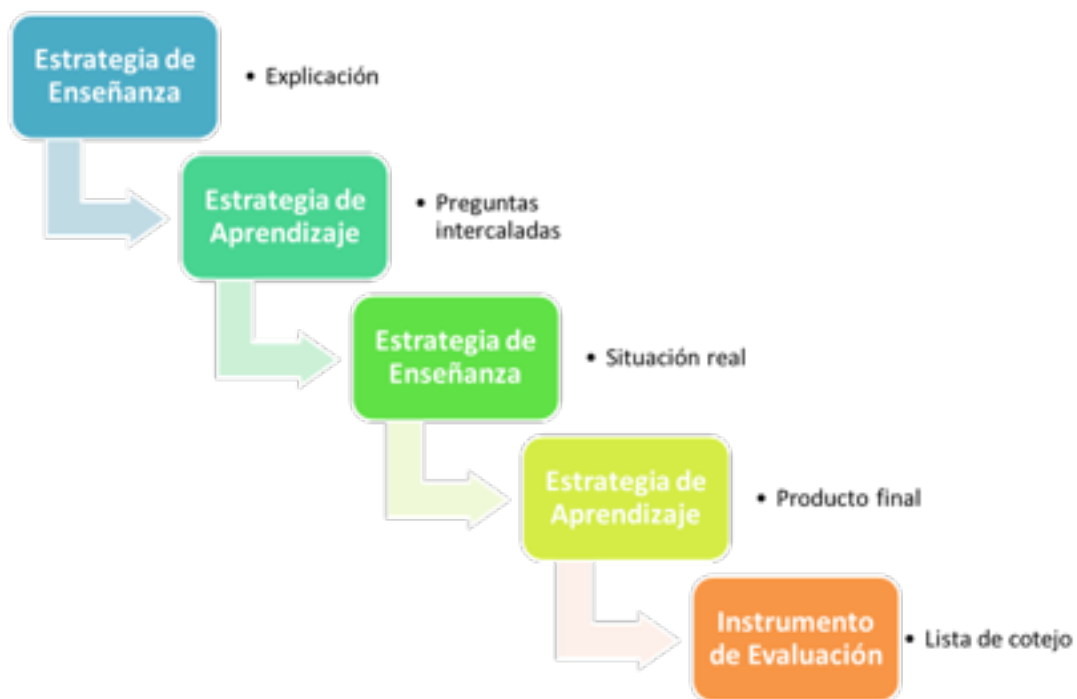 Estrategia de
Enseñanza
• Explicación
Estrategia de
Aprendizaje
• Preguntas
intercaladas
Estrategia de
Enseñanza
• Situación real
Estrategia de
Aprendizaje
• Producto final
Instrumento
de Evaluación
• Lista de cotejo